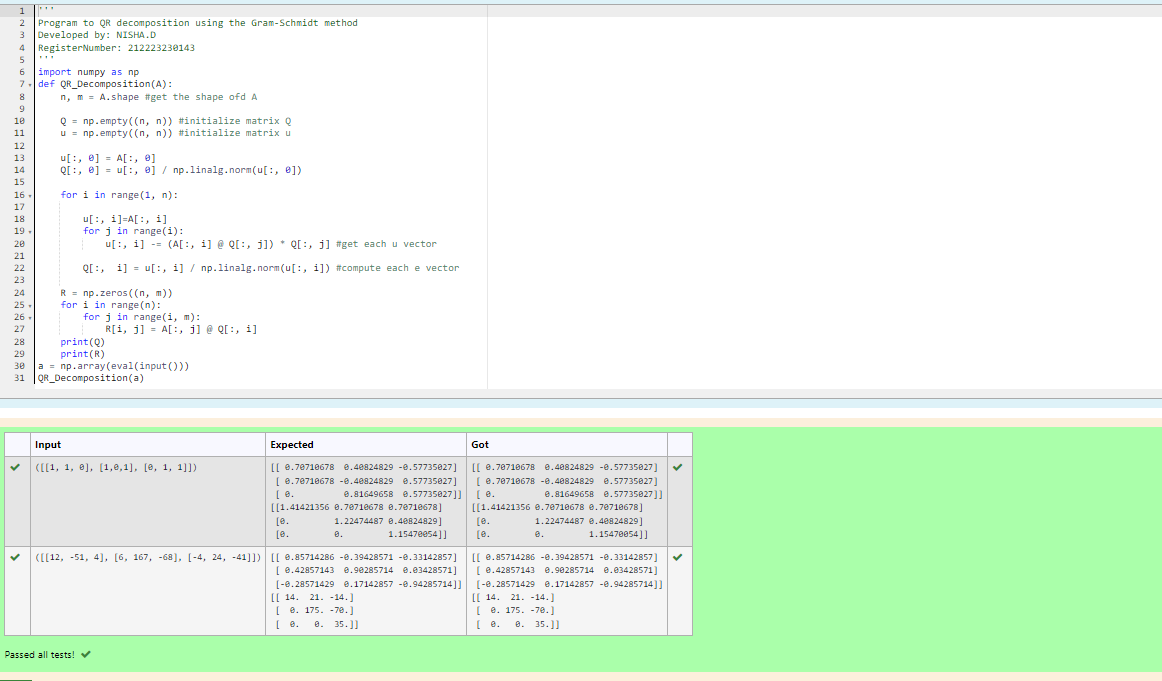 1 '''
2 Program to QR decomposition using the Gram-Schmidt method
3 Developed by: NISHA.D
4 RegisterNumber: 212223230143
5 '''
6 import numpy as np
7 def QR_Decomposition(A):
8     n, m = A.shape #get the shape ofd A
9
10     Q = np.empty((n, n)) #initialize matrix Q
11     u = np.empty((n, n)) #initialize matrix u
12
13     u[:, 0] = A[:, 0]
14     Q[:, 0] = u[:, 0] / np.linalg.norm(u[:, 0])
15
16     for i in range(1, n):
17
18         u[:, i]=A[:, i]
19         for j in range(i):
20             u[:, i] -= (A[:, i] @ Q[:, j]) * Q[:, j] #get each u vector
21
22         Q[:,  i] = u[:, i] / np.linalg.norm(u[:, i]) #compute each e vector
23
24     R = np.zeros((n, m))
25     for i in range(n):
26         for j in range(i, m):
27             R[i, j] = A[:, j] @ Q[:, i]
28     print(Q)
29     print(R)
30 a = np.array(eval(input()))
31 QR_Decomposition(a)
Input Expected Got
([[1, 1, 0], [1,0,1], [0, 1, 1]]) [[ 0.70710678  0.40824829 -0.57735027] [[ 0.70710678  0.40824829 -0.57735027]
[ 0.70710678 -0.40824829  0.57735027] [ 0.70710678 -0.40824829  0.57735027]
[ 0.          0.81649658  0.57735027]] [ 0.          0.81649658  0.57735027]]
[[1.41421356 0.70710678 0.70710678] [[1.41421356 0.70710678 0.70710678]
[0.         1.22474487 0.40824829] [0.         1.22474487 0.40824829]
[0.         0.         1.15470054]] [0.         0.         1.15470054]]
([[12, -51, 4], [6, 167, -68], [-4, 24, -41]]) [[ 0.85714286 -0.39428571 -0.33142857] [[ 0.85714286 -0.39428571 -0.33142857]
[ 0.42857143  0.90285714  0.03428571] [ 0.42857143  0.90285714  0.03428571]
[-0.28571429  0.17142857 -0.94285714]] [-0.28571429  0.17142857 -0.94285714]]
[[ 14.  21. -14.] [[ 14.  21. -14.]
[  0. 175. -70.] [  0. 175. -70.]
[  0.   0.  35.]] [  0.   0.  35.]]
Passed all tests!